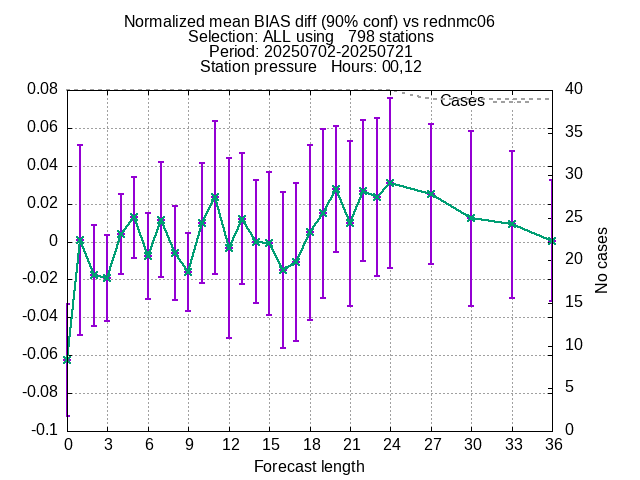 Normalized mean BIAS diff (90% conf) vs rednmc06
Selection: ALL using   798 stations
Period: 20250702-20250721
Station pressure   Hours: 00,12
0.08
0.06
0.04
0.02
0
-0.02
-0.04
-0.06
-0.08
-0.1
Cases
40
35
30
25
20
15
10
5
0
No cases
0 3 6 9 12 15 18 21 24 27 30 33 36
Forecast length